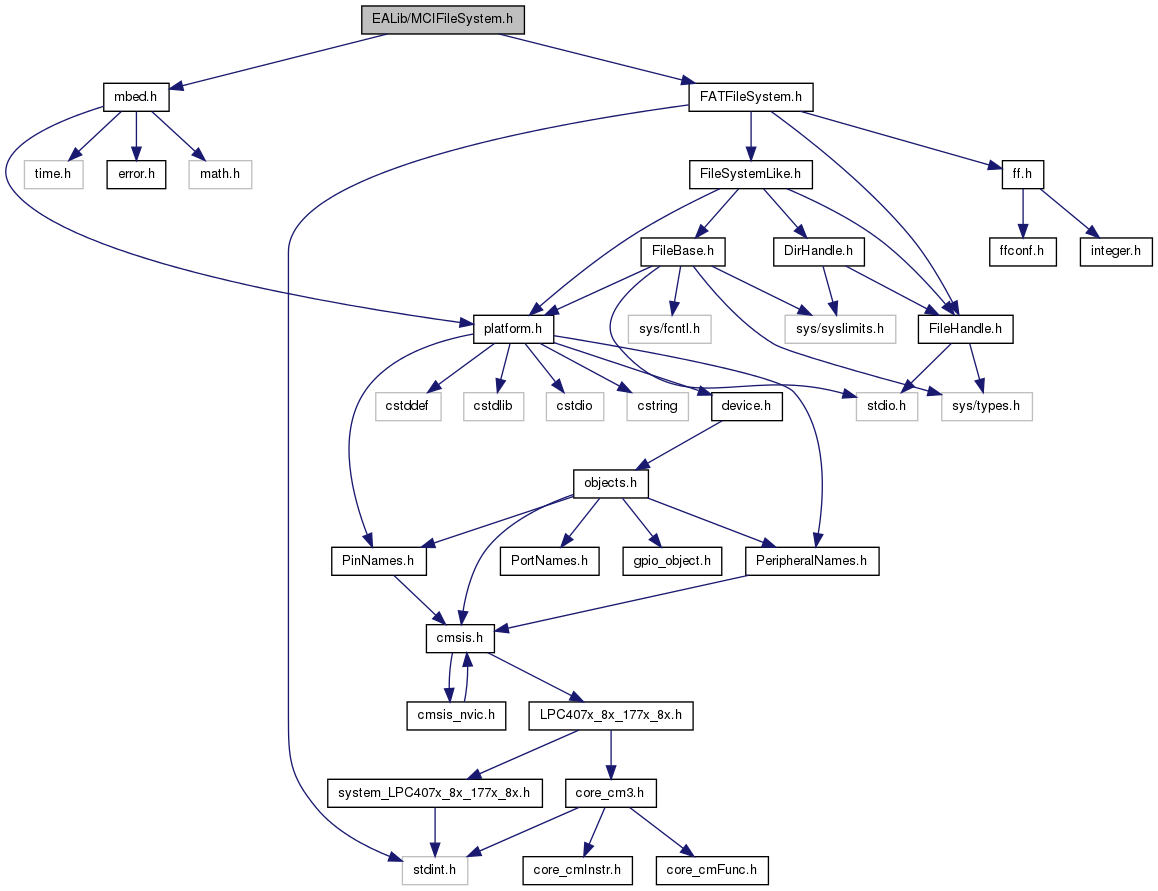 EALib/MCIFileSystem.h
mbed.h
FATFileSystem.h
time.h
error.h
math.h
FileSystemLike.h
ff.h
FileBase.h
DirHandle.h
ffconf.h
integer.h
platform.h
sys/fcntl.h
sys/syslimits.h
FileHandle.h
cstddef
cstdlib
cstdio
cstring
device.h
stdio.h
sys/types.h
objects.h
PinNames.h
PortNames.h
gpio_object.h
PeripheralNames.h
cmsis.h
cmsis_nvic.h
LPC407x_8x_177x_8x.h
system_LPC407x_8x_177x_8x.h
core_cm3.h
stdint.h
core_cmInstr.h
core_cmFunc.h